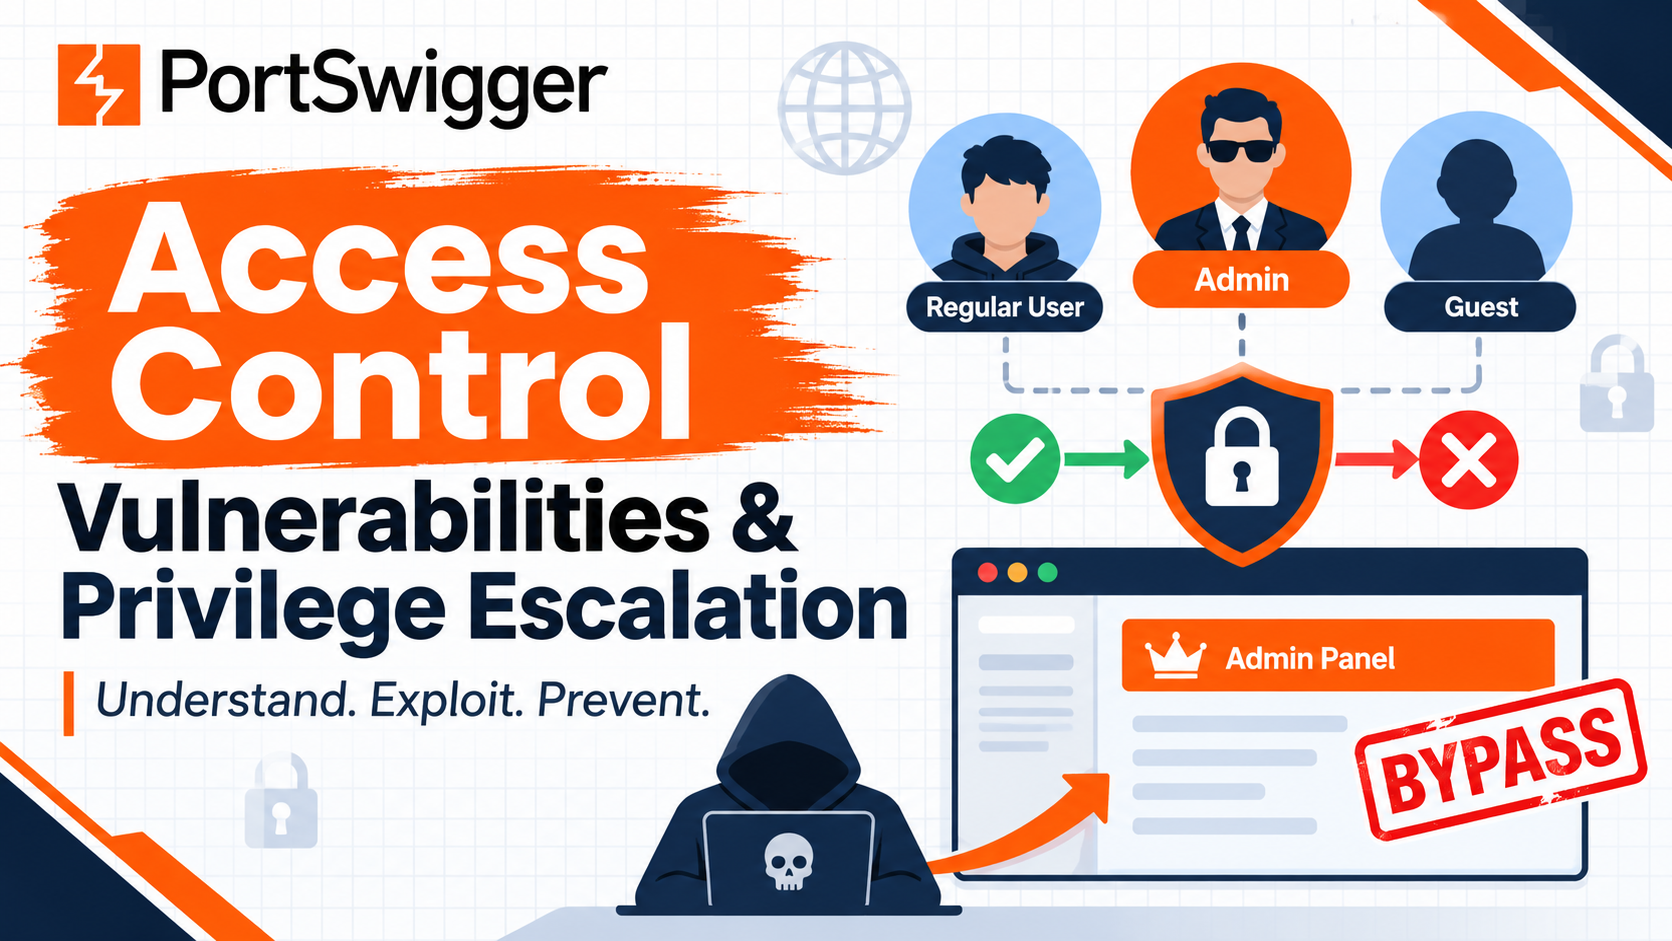 PortSwigger
Access
Control
Vulnerabilities &
Privilege Escalation
Understand. Exploit. Prevent.
Regular User
Admin
Guest
Admin Panel
BYPASS